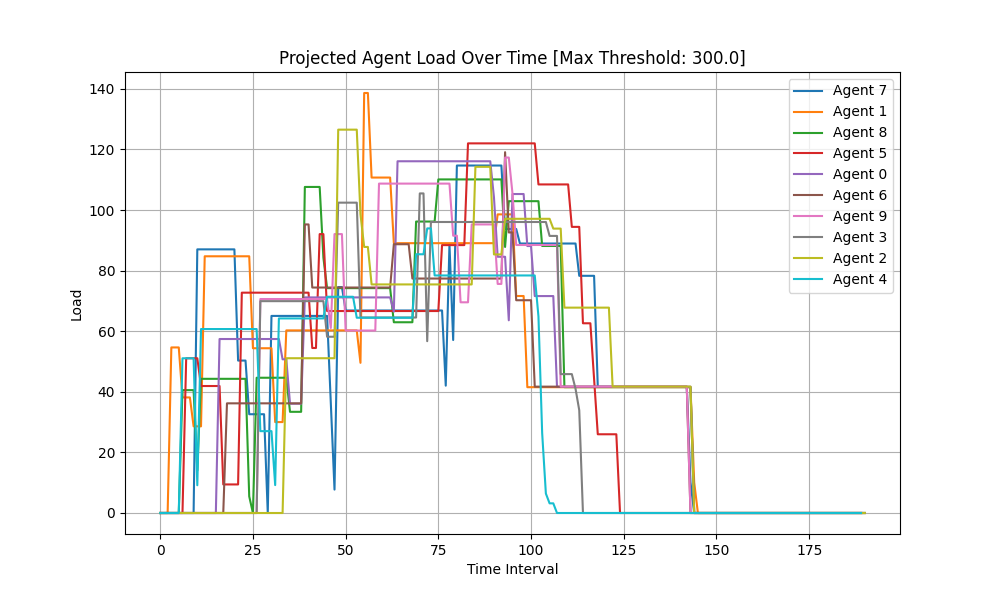 Projected Agent Load Over Time [Max Threshold: 300.0]
Load
140
120
100
80
60
40
20
0
0 25 50 75 100 125 150 175
Time Interval
Agent 7
Agent 1
Agent 8
Agent 5
Agent 0
Agent 6
Agent 9
Agent 3
Agent 2
Agent 4